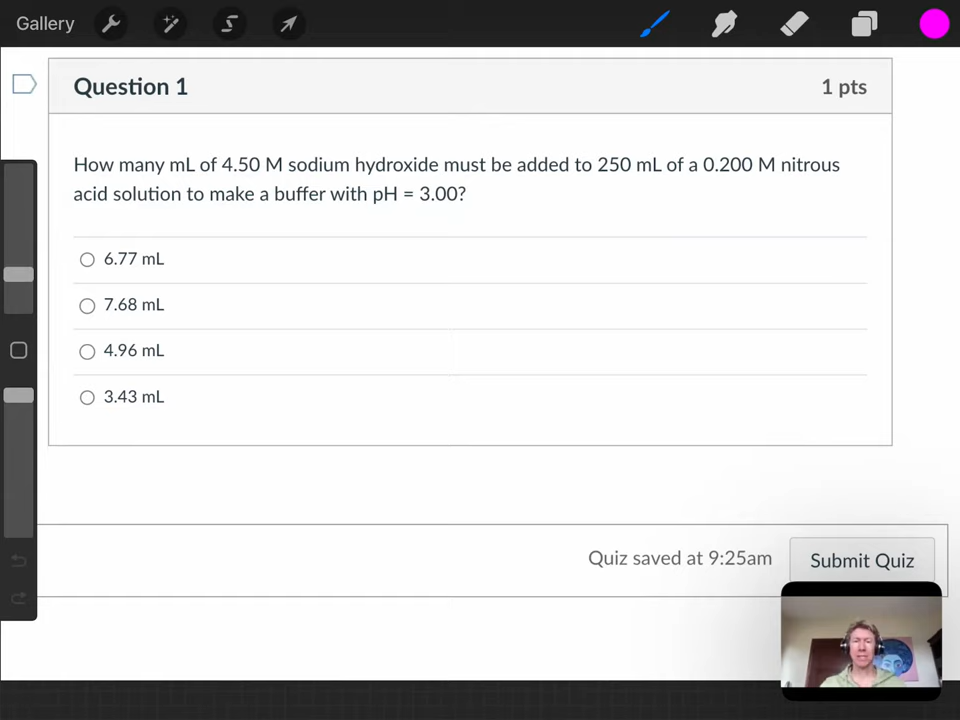 Gallery
Question 1
1 pts
How many mL of 4.50 M sodium hydroxide must be added to 250 mL of a 0.200 M nitrous
acid solution to make a buffer with pH = 3.00?
6.77 mL
7.68 mL
4.96 mL
3.43 mL
Quiz saved at 9:25am
Submit Quiz